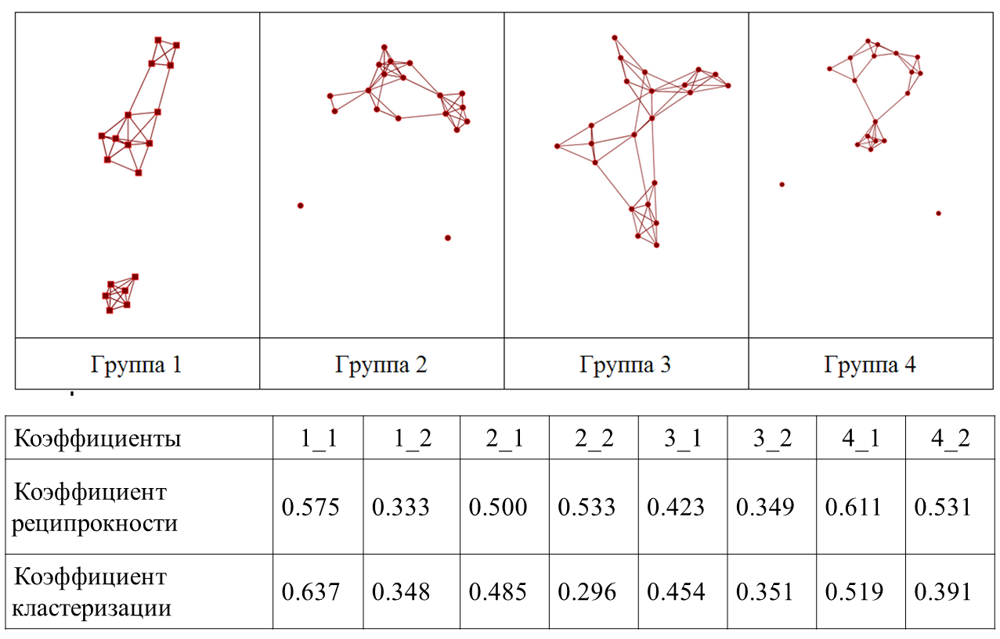 Группа 1 Группа 2 Группа 3 Группа 4
Коэффициенты 1_1 1_2 2_1 2_2 3_1 3_2 4_1 4_2
Коэффициент
реципрокности 0.575 0.333 0.500 0.533 0.423 0.349 0.611 0.531
Коэффициент
кластеризации 0.637 0.348 0.485 0.296 0.454 0.351 0.519 0.391